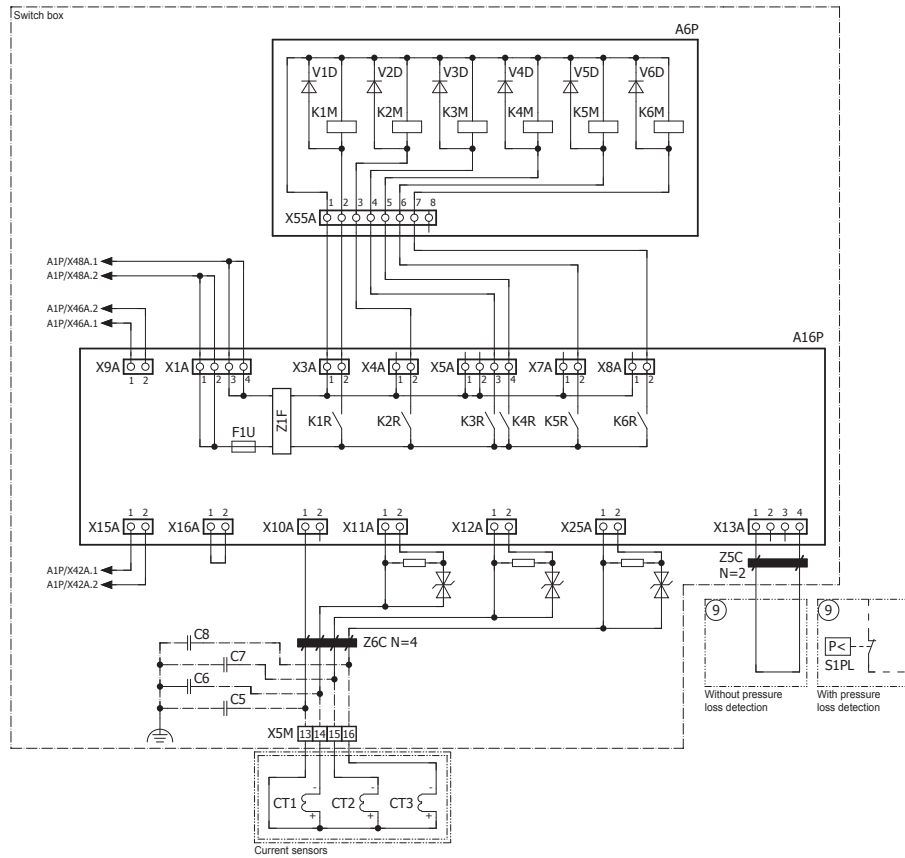 Switch box
A6P
V1D V2D V3D V4D V5D V6D
K1M K2M K3M K4M K5M K6M
1 2 3 4 5 6 7 8
X55A
A1P/X48A.1
A1P/X48A.2
A1P/X46A.2
A1P/X46A.1
A16P
X9A X1A X3A X4A X5A X7A X8A
1 2 1 2 3 4 1 2 1 2 1 2 3 4 1 2 1 2
K1R K2R K3R K4R K5R K6R
F1U
Z1F
1 2 1 2 1 2 1 2 1 2 1 2 1 2 3 4
X15A X16A X10A X11A X12A X25A X13A
A1P/X42A.1
A1P/X42A.2
Z5C
N=2
9 9
C8
Z6C N=4
C7
C6
C5
P<
S1PL
Without pressure
loss detection
With pressure
loss detection
X5M 13 14 15 16
- - -
CT1 CT2 CT3
+ + +
Current sensors